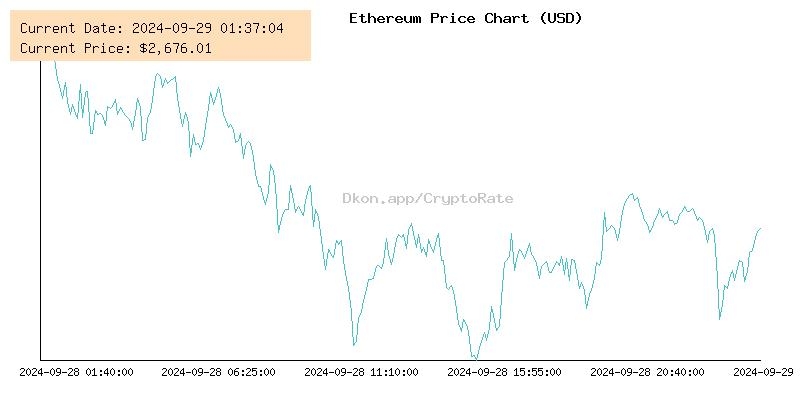 Ethereum Price Chart (USD)
Current Date: 2024-09-29 01:37:04
Current Price: $2,676.01
Dkon.app/CryptoRate
2024-09-28 01:40:00 2024-09-28 06:25:00 2024-09-28 11:10:00 2024-09-28 15:55:00 2024-09-28 20:40:00 2024-09-29